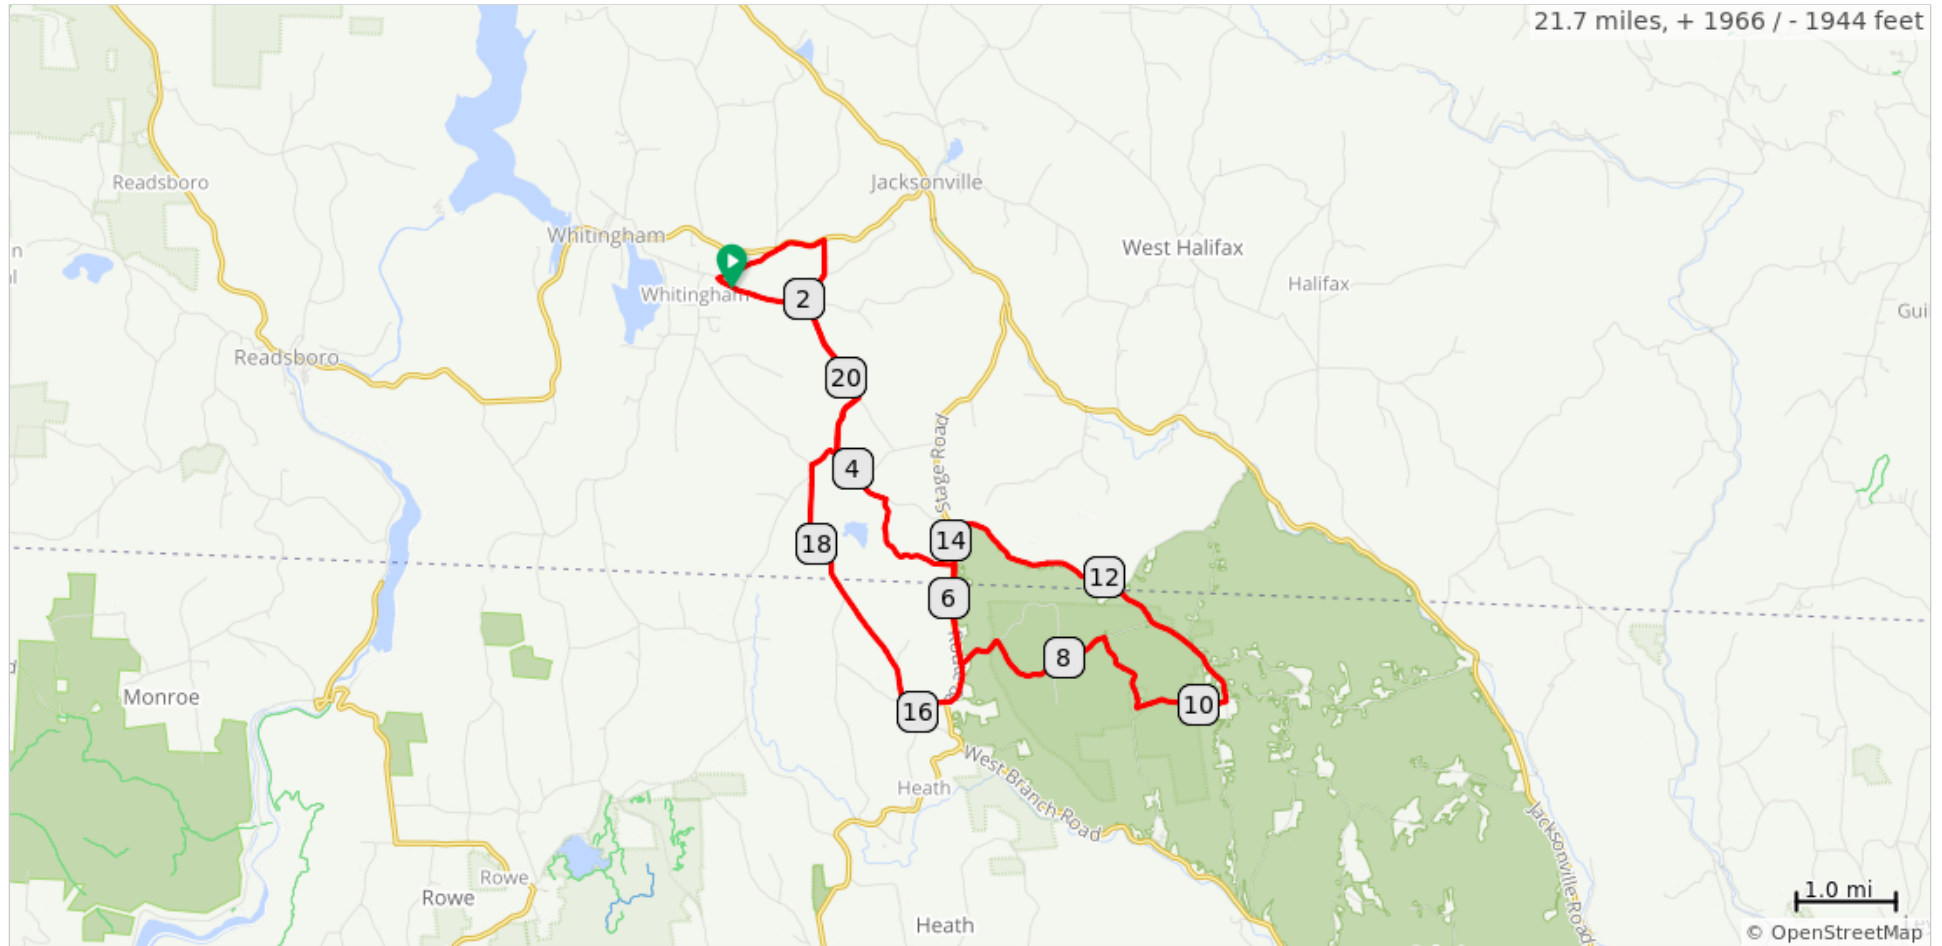 21.7 miles, + 1966 / - 1944 feet
Readsboro
Jacksonville
Whitingham
West Halifax
Halifax
Whitingham
2
Gui
Readsboro
20
Stage Road
4
14
18
12
6
8
Monroe
10
16
West Branch Road
Heath
Jacksonville Road
Rowe
Rowe
1.0 mi
Heath
© OpenStreetMap